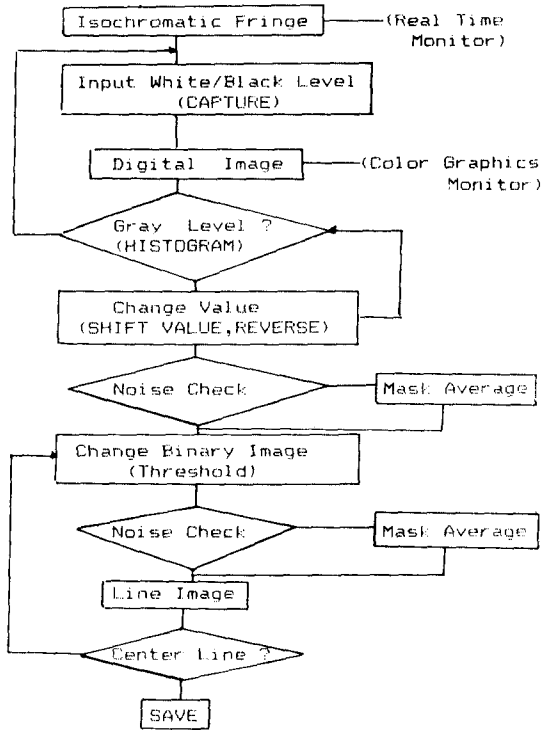 Isochromatic Fringe
(Real Time
Monitor)
Input White/Black Level
(CAPTURE)
Digital Image
(Color Graphics
Monitor)
Gray Level ?
(HISTOGRAM)
Change Value
(SHIFT VALUE,REVERSE)
Noise Check
Mask Average
Change Binary Image
(Threshold)
Noise Check
Mask Average
Line Image
Center Line ?
SAVE